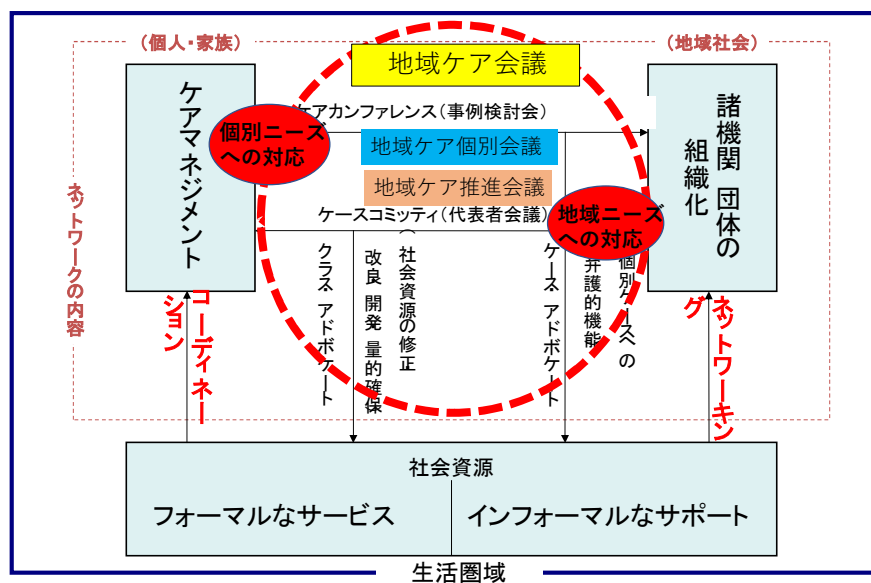 (個人・家族)
(地域社会)
地域ケア会議
ケアマネジメント
諸機関 団体の
組織化
ケアカンファレンス(事例検討会)
個別ニーズ
への対応
地域ケア個別会議
地域ケア推進会議
ケースコミッティ(代表者会議)
地域ニーズ
への対応
ネットワークの内容
(社会資源の修正
改良 開発 量的確保
クラス アドボケート
個別ケースへの
弁護的機能
ケース アドボケート
コーディネー
ション
ネットワーキン
グ
社会資源
フォーマルなサービス
インフォーマルなサポート
生活圏域